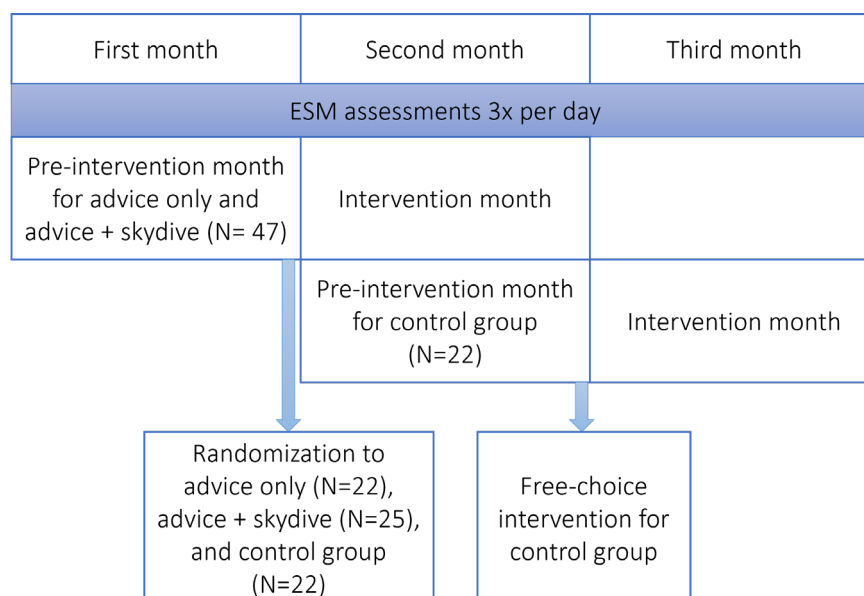 First month
Second month
Third month
ESM assessments 3x per day
Pre-intervention month
for advice only and
advice + skydive (N= 47)
Intervention month
Pre-intervention month
for control group
(N=22)
Intervention month
Randomization to
advice only (N=22),
advice + skydive (N=25),
and control group
(N=22)
Free-choice
intervention for
control group